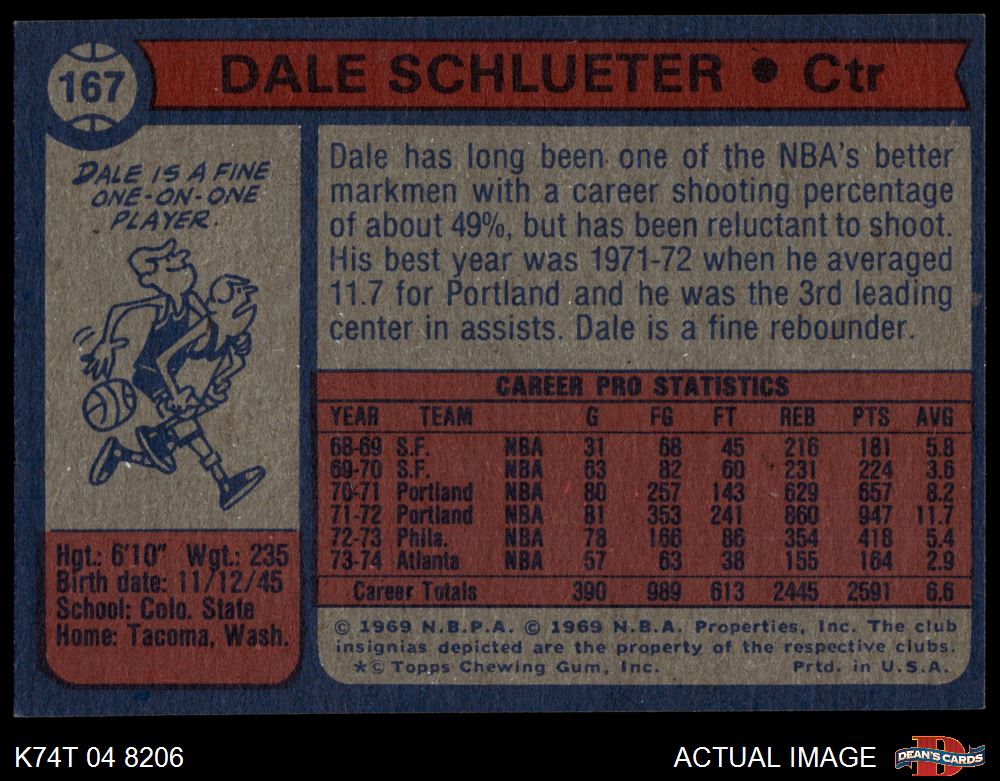 167
DALE SCHLUETER • Ctr
DALE IS A FINE
ONE-ON-ONE
PLAYER.
Dale has long been one of the NBA's better
markmen with a career shooting percentage
of about 49%, but has been reluctant to shoot.
His best year was 1971-72 when he averaged
11.7 for Portland and he was the 3rd leading
center in assists. Dale is a fine rebounder.
CAREER PRO STATISTICS
YEAR TEAM G FG FT REB PTS AVG
68-69 S.F. NBA 31 68 45 216 181 5.8
69-70 S.F. NBA 63 82 60 231 224 3.6
70-71 Portland NBA 80 257 143 629 657 8.2
71-72 Portland NBA 81 353 241 860 947 11.7
72-73 Phila. NBA 78 166 86 354 418 5.4
73-74 Atlanta NBA 57 63 38 155 164 2.9
Career Totals 390 989 613 2445 2591 6.6
Hgt.: 6'10" Wgt.: 235
Birth date: 11/12/45
School: Colo. State
Home: Tacoma, Wash.
© 1969 N.B.P.A. © 1969 N.B.A. Properties, Inc. The club
insignias depicted are the property of the respective clubs.
*© Topps Chewing Gum, Inc. Prtd. in U.S.A.
K74T 04 8206
ACTUAL IMAGE
D
DEAN'S CARDS